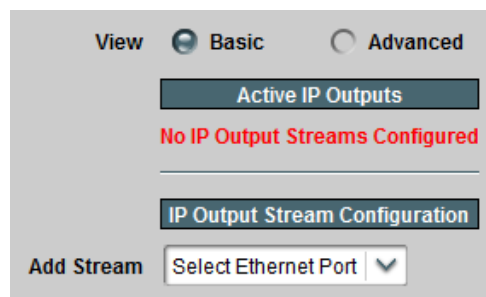 View Basic Advanced
Active IP Outputs
No IP Output Streams Configured
IP Output Stream Configuration
Add Stream Select Ethernet Port